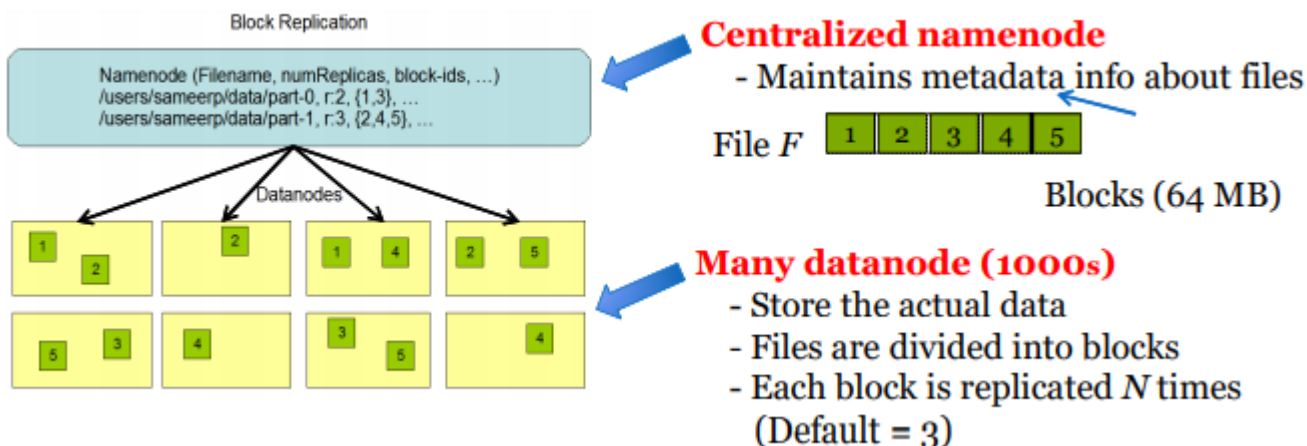 Block Replication
Namenode (Filename, numReplicas, block-ids, ...)
/users/sameerp/data/part-0, r:2, {1,3}, ...
/users/sameerp/data/part-1, r:3, {2,4,5}, ...
Datanodes
1
2
2
1 4
2 5
5 3
4
3
5
4
Centralized namenode
- Maintains metadata info about files
File F 1 2 3 4 5
Blocks (64 MB)
Many datanode (1000s)
- Store the actual data
- Files are divided into blocks
- Each block is replicated N times
(Default = 3)